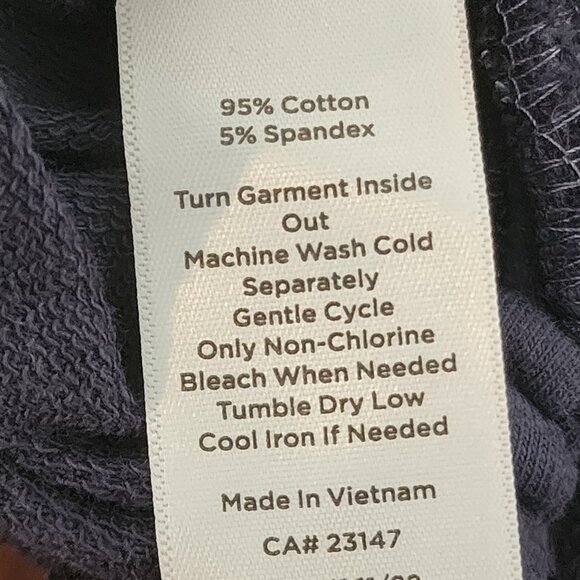 95% Cotton
5% Spandex
Turn Garment Inside
Out
Machine Wash Cold
Separately
Gentle Cycle
Only Non-Chlorine
Bleach When Needed
Tumble Dry Low
Cool Iron If Needed
Made In Vietnam
CA# 23147